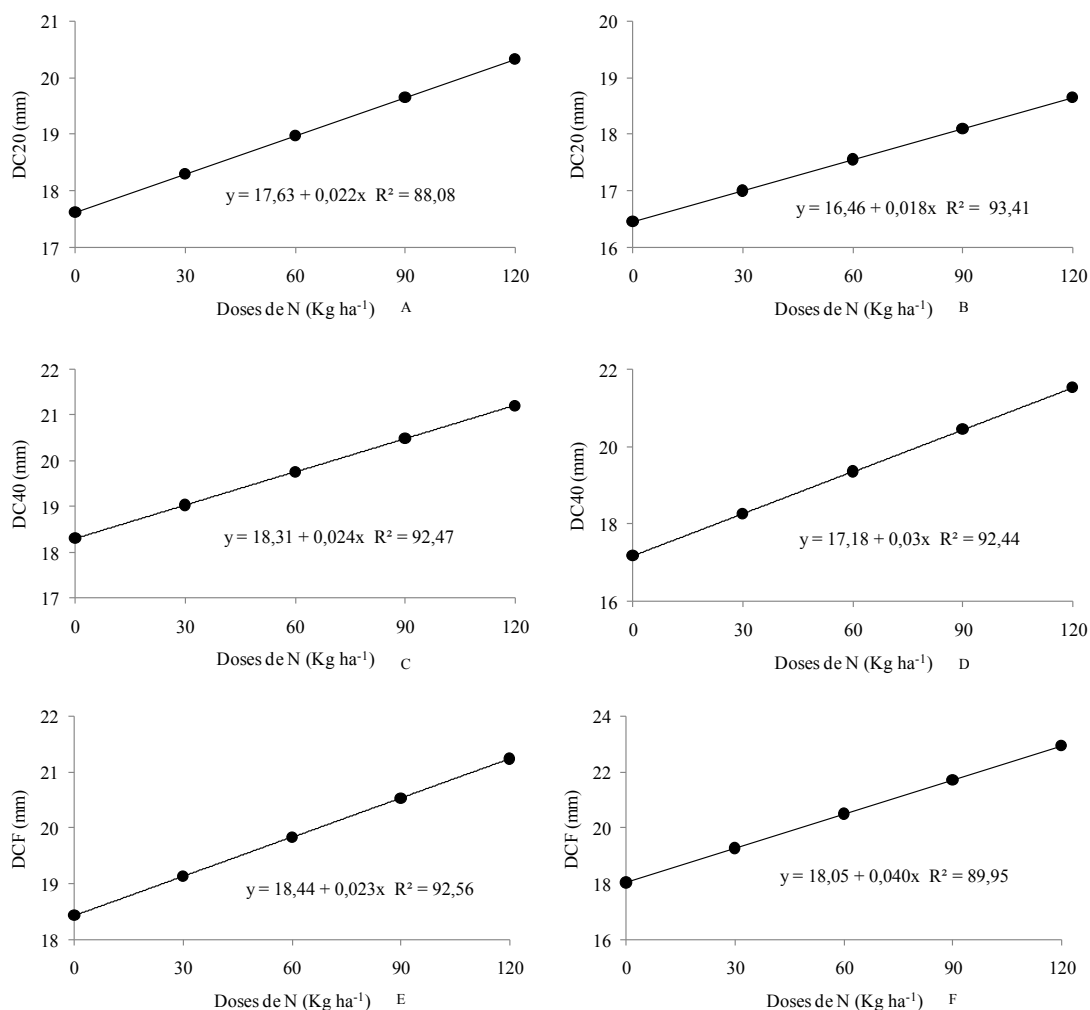 21
20
19
18
17
DC20 (mm)
y = 17,63 + 0,022x R² = 88,08
0 30 60 90 120
Doses de N (Kg ha⁻¹) A
20
19
18
17
16
DC20 (mm)
y = 16,46 + 0,018x R² = 93,41
0 30 60 90 120
Doses de N (Kg ha⁻¹) B
22
21
20
19
18
17
DC40 (mm)
y = 18,31 + 0,024x R² = 92,47
0 30 60 90 120
Doses de N (Kg ha⁻¹) C
22
20
18
16
DC40 (mm)
y = 17,18 + 0,03x R² = 92,44
0 30 60 90 120
Doses de N (Kg ha⁻¹) D
22
21
20
19
18
DCF (mm)
y = 18,44 + 0,023x R² = 92,56
0 30 60 90 120
Doses de N (Kg ha⁻¹) E
24
22
20
18
16
DCF (mm)
y = 18,05 + 0,040x R² = 89,95
0 30 60 90 120
Doses de N (Kg ha⁻¹) F